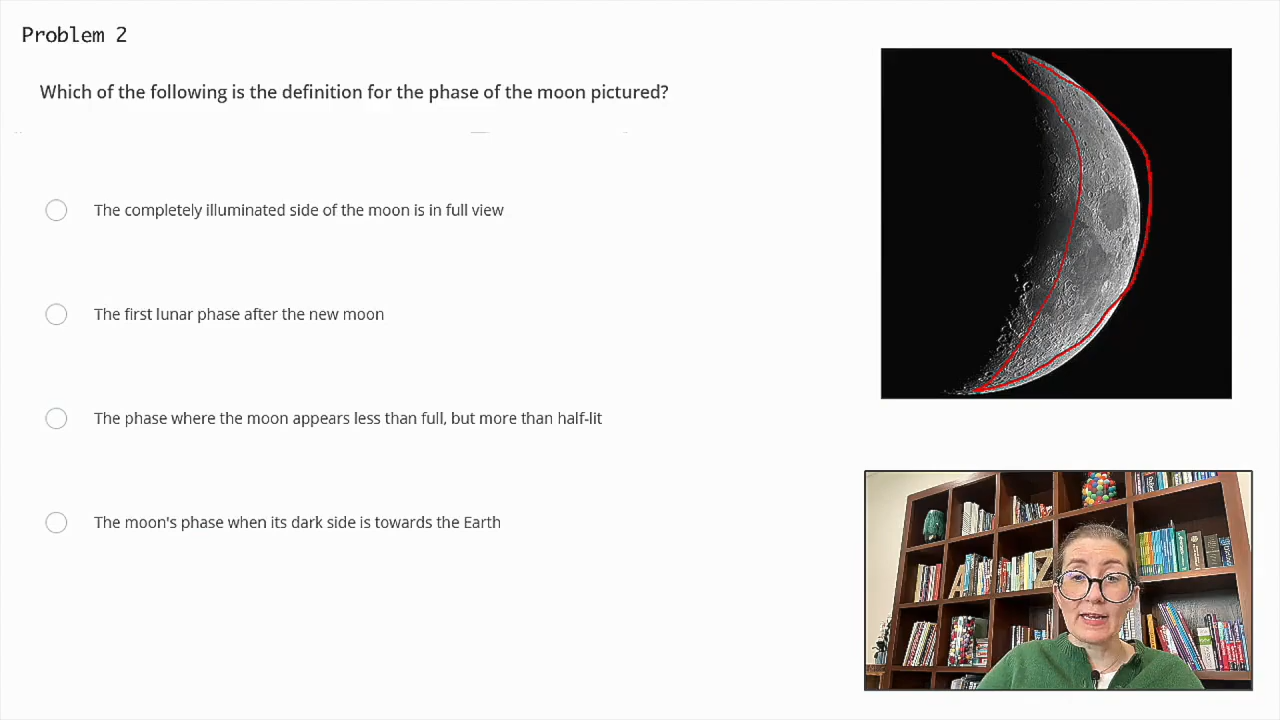 Problem 2
Which of the following is the definition for the phase of the moon pictured?
The completely illuminated side of the moon is in full view
The first lunar phase after the new moon
The phase where the moon appears less than full, but more than half-lit
The moon's phase when its dark side is towards the Earth
A
Z